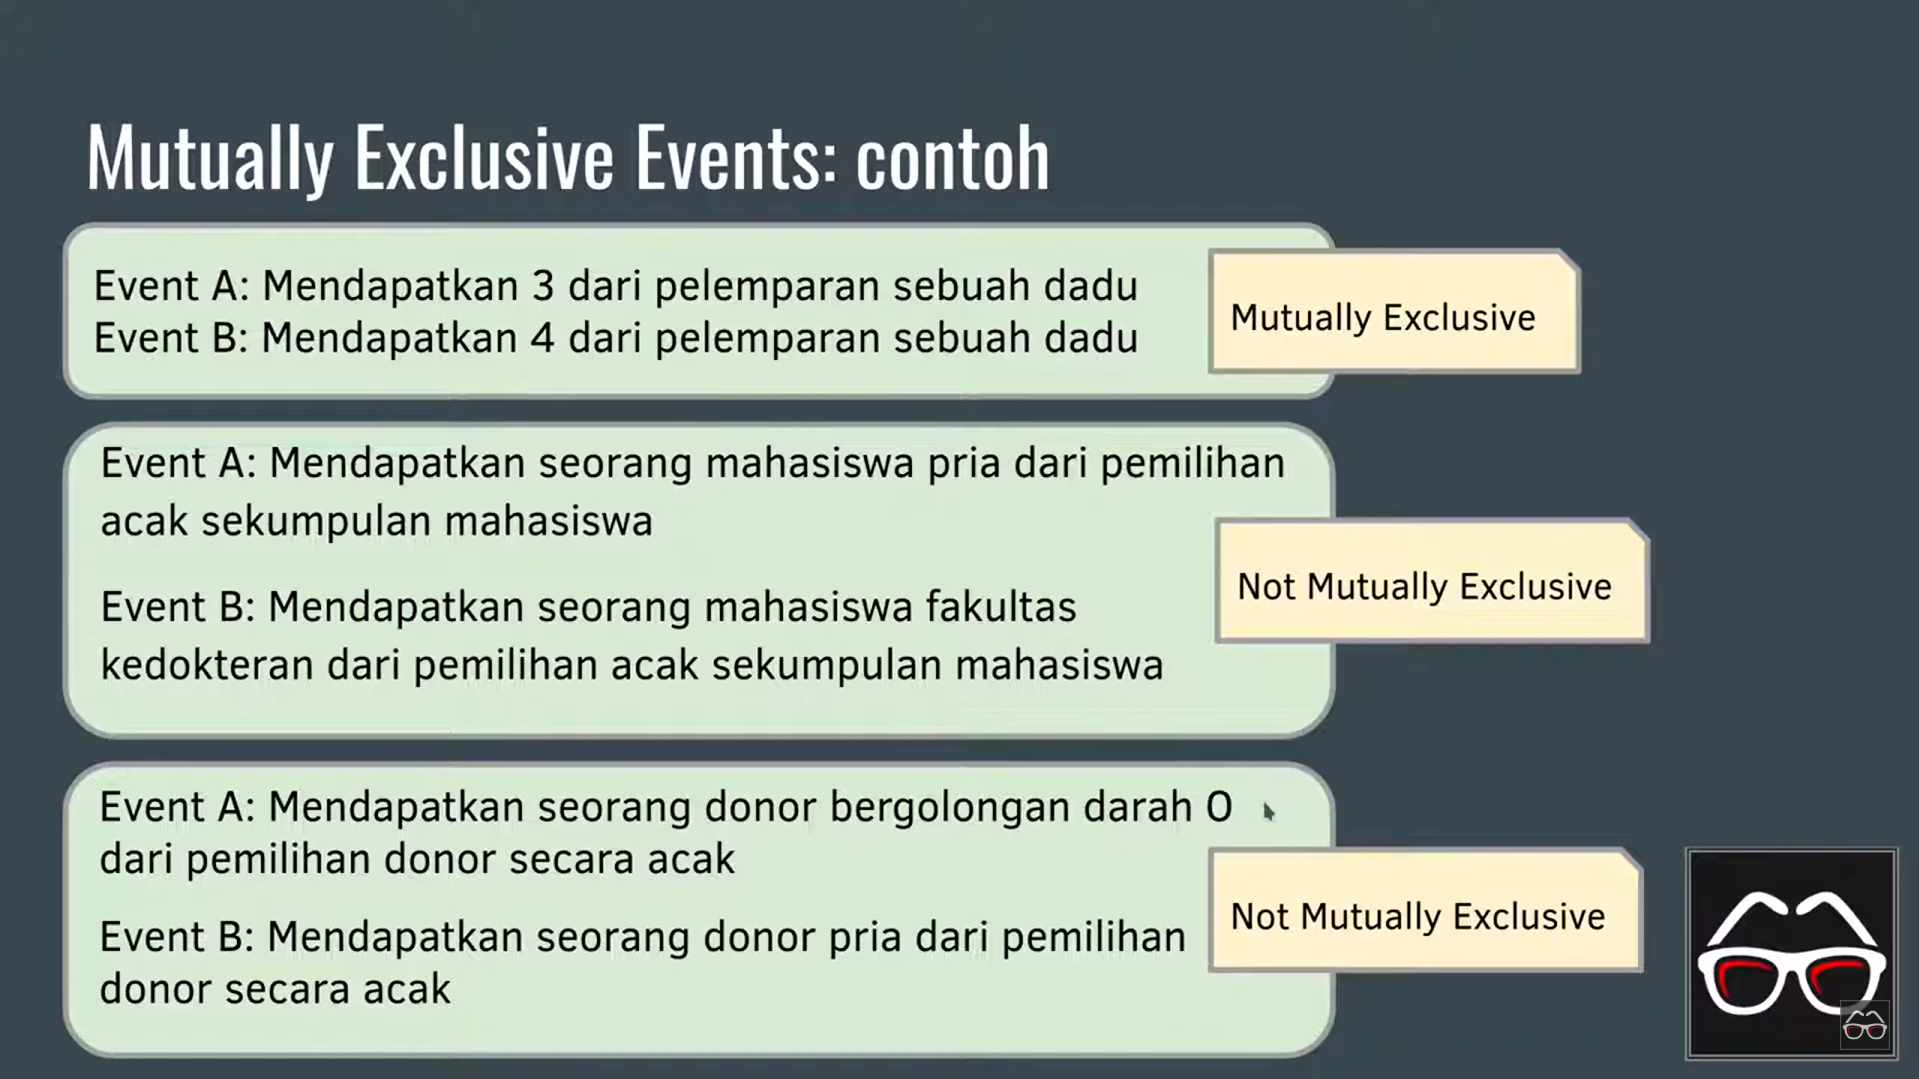 Mutually Exclusive Events: contoh
Event A: Mendapatkan 3 dari pelemparan sebuah dadu
Event B: Mendapatkan 4 dari pelemparan sebuah dadu
Mutually Exclusive
Event A: Mendapatkan seorang mahasiswa pria dari pemilihan
acak sekumpulan mahasiswa
Event B: Mendapatkan seorang mahasiswa fakultas
kedokteran dari pemilihan acak sekumpulan mahasiswa
Not Mutually Exclusive
Event A: Mendapatkan seorang donor bergolongan darah O
dari pemilihan donor secara acak
Event B: Mendapatkan seorang donor pria dari pemilihan
donor secara acak
Not Mutually Exclusive